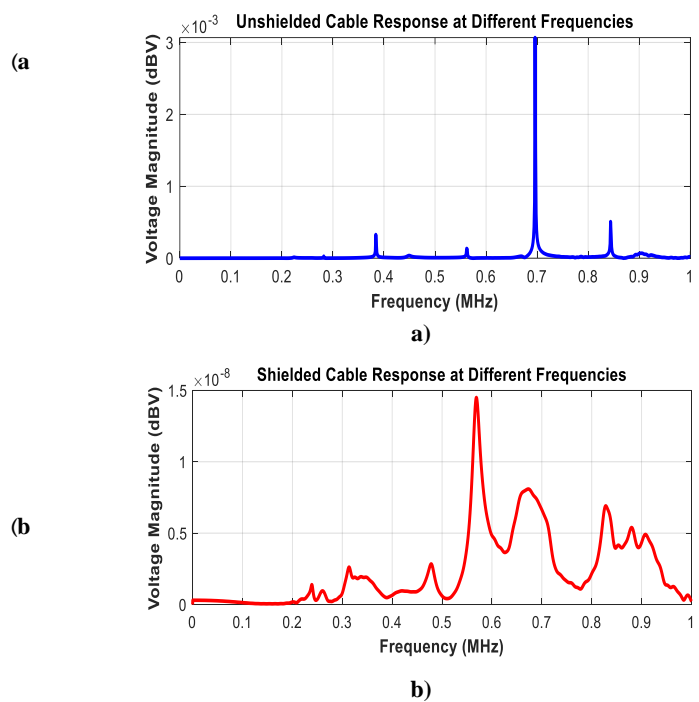 Unshielded Cable Response at Different Frequencies
×10^-3
(a
Voltage Magnitude (dBV)
3
2
1
0
0 0.1 0.2 0.3 0.4 0.5 0.6 0.7 0.8 0.9 1
Frequency (MHz)
a)
Shielded Cable Response at Different Frequencies
×10^-8
(b
Voltage Magnitude (dBV)
1.5
1
0.5
0
0 0.1 0.2 0.3 0.4 0.5 0.6 0.7 0.8 0.9 1
Frequency (MHz)
b)